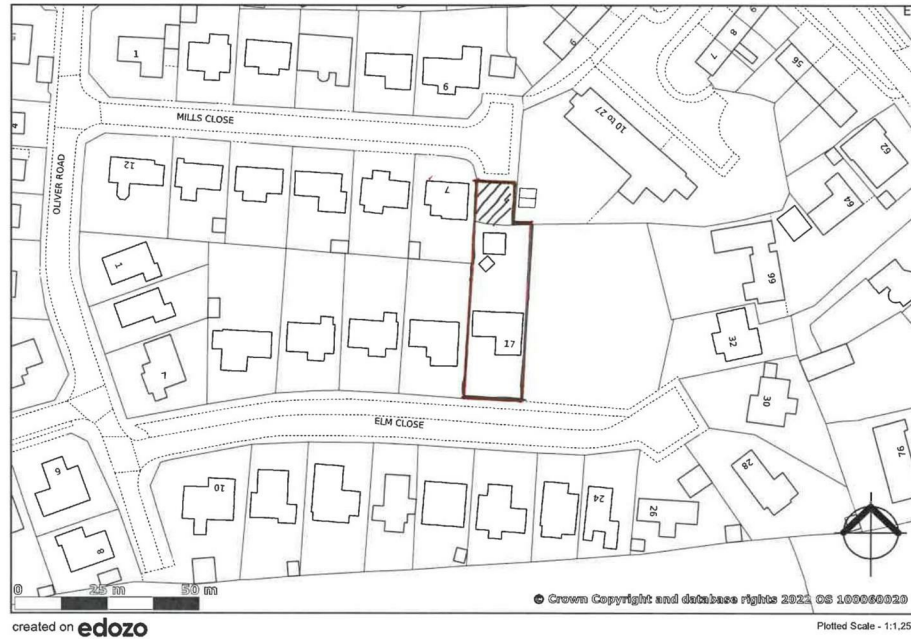 E
1
9
9
8
7
56
10 to 27
62
MILLS CLOSE
OLIVER ROAD
4
12
7
64
1
66
17
32
7
30
ELM CLOSE
6
10
24
28
76
26
8
0 25 m 50 m
© Crown Copyright and database rights 2022 OS 100060020
created on edozo
Plotted Scale - 1:1,25